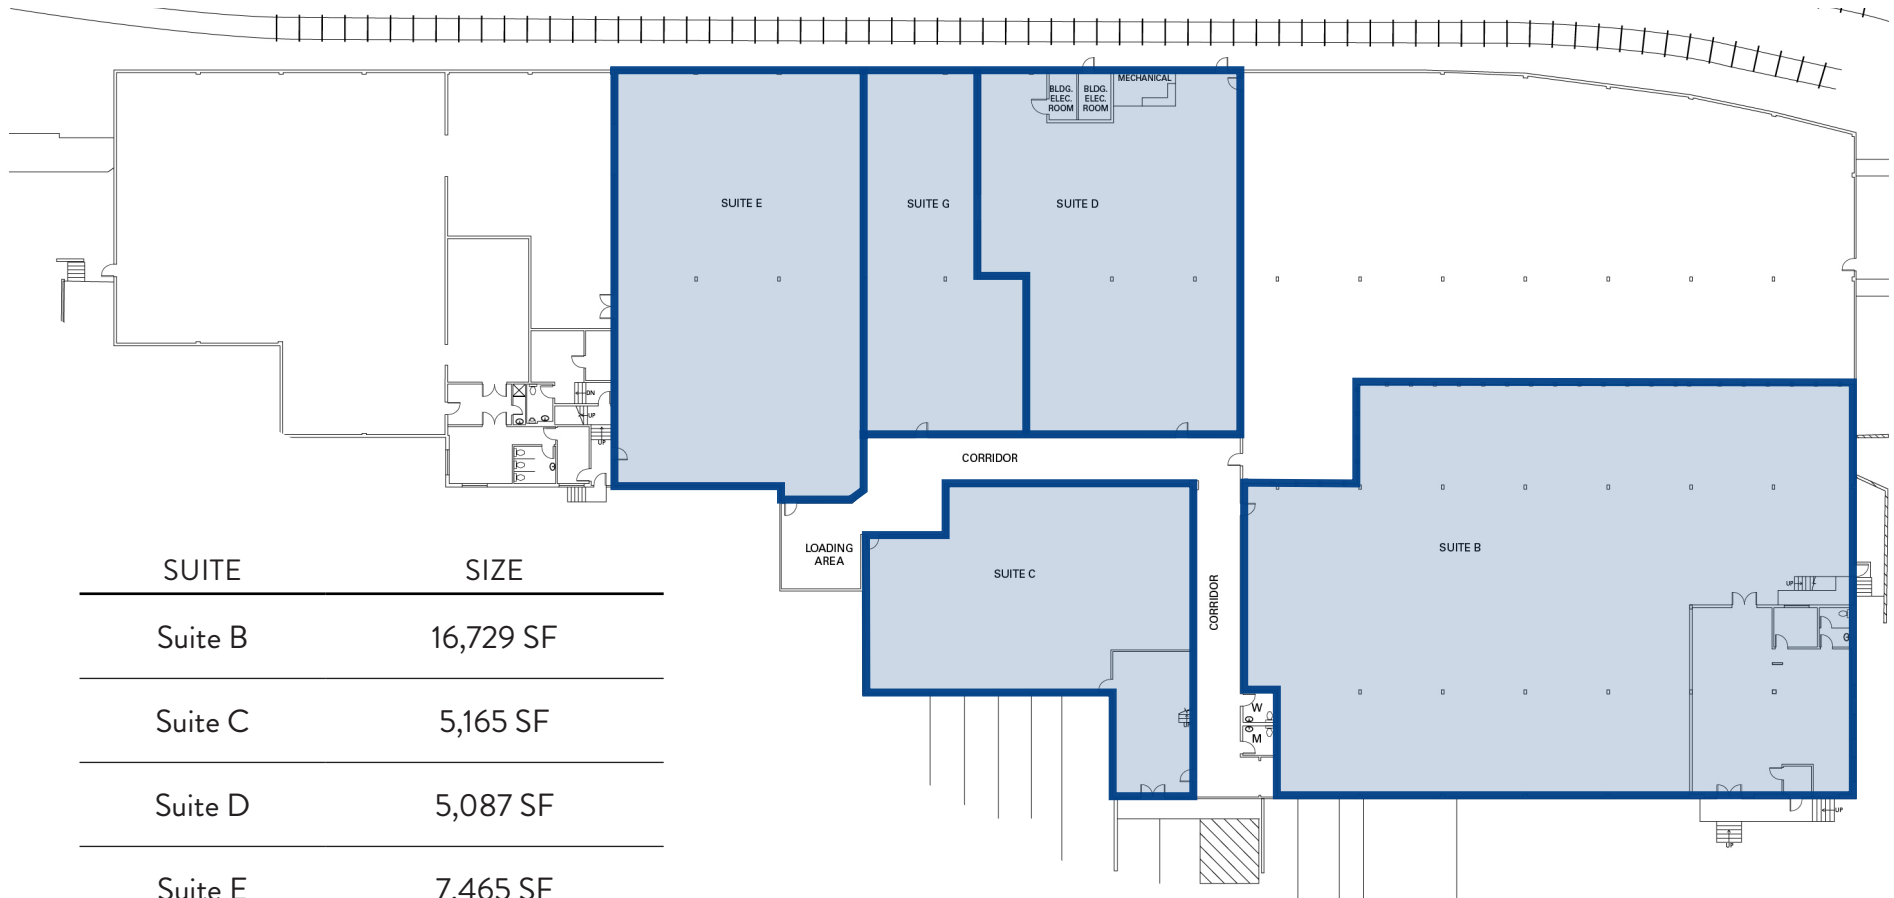 MECHANICAL
BLDG.
ELEC.
ROOM
BLDG.
ELEC.
ROOM
SUITE E
SUITE G
SUITE D
DN
UP
UP
CORRIDOR
LOADING
AREA
SUITE C
CORRIDOR
SUITE B
UP
UP
W
M
UP
UP
SUITE SIZE
Suite B 16,729 SF
Suite C 5,165 SF
Suite D 5,087 SF
Suite E 7,465 SF